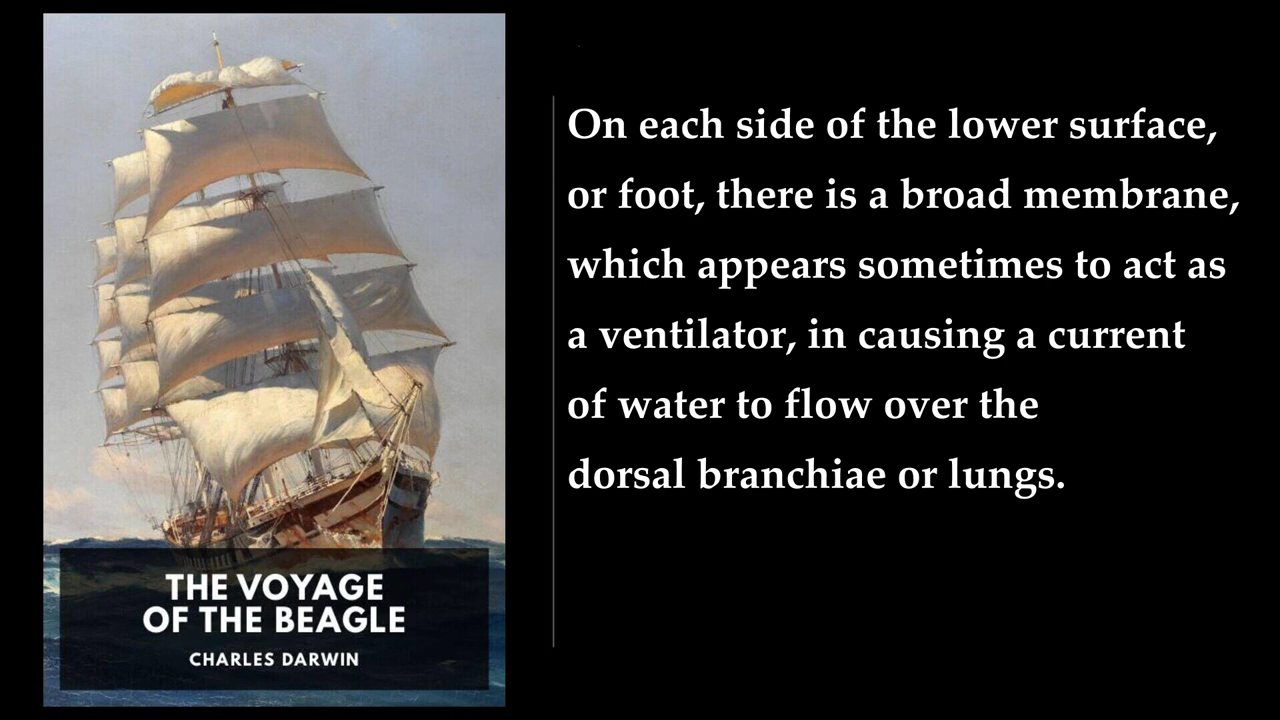 On each side of the lower surface,
or foot, there is a broad membrane,
which appears sometimes to act as
a ventilator, in causing a current
of water to flow over the
dorsal branchiae or lungs.
THE VOYAGE
OF THE BEAGLE
CHARLES DARWIN